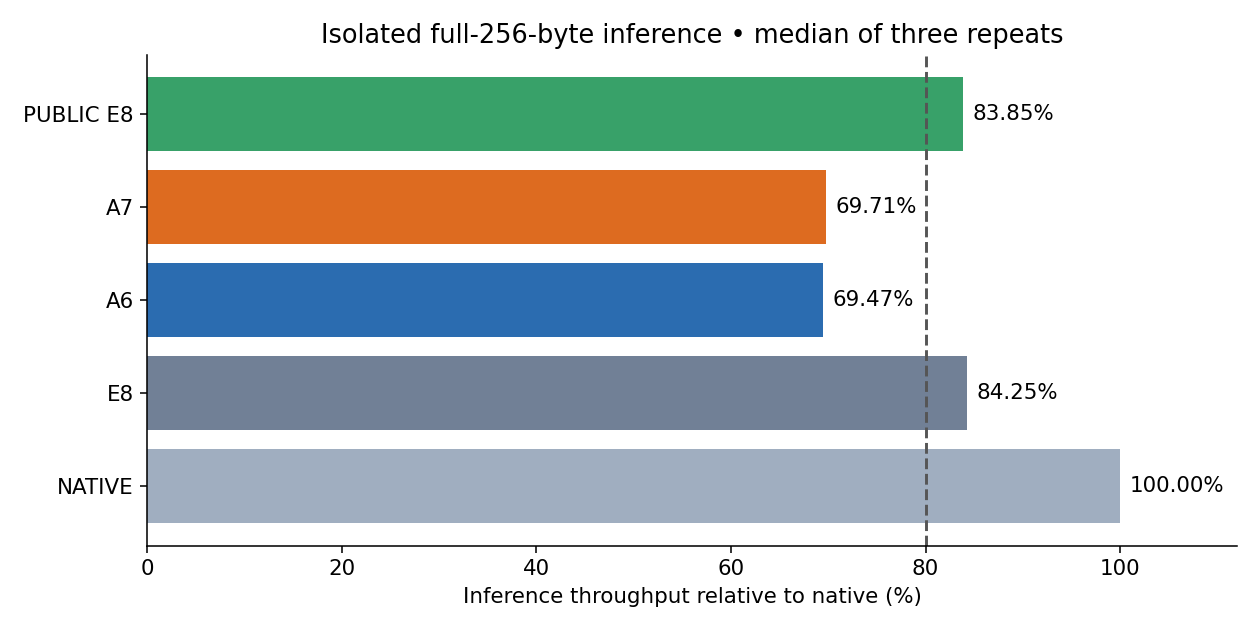 Isolated full-256-byte inference • median of three repeats
PUBLIC E8
83.85%
A7
69.71%
A6
69.47%
E8
84.25%
NATIVE
100.00%
0 20 40 60 80 100
Inference throughput relative to native (%)